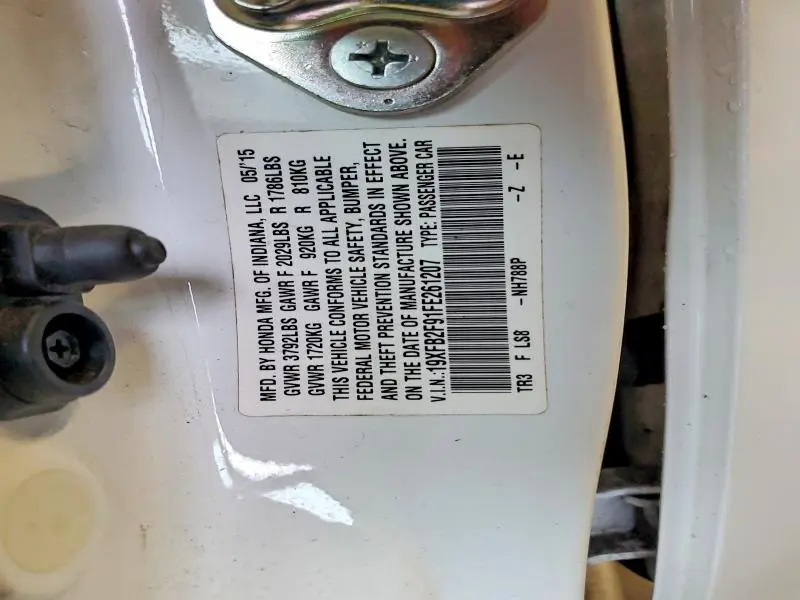 MFD. BY HONDA MFG. OF INDIANA, LLC 05/'15
GVWR 3792LBS GAWR F 2029LBS R 1786LBS
GVWR 1720KG GAWR F 920KG R 810KG
THIS VEHICLE CONFORMS TO ALL APPLICABLE
FEDERAL MOTOR VEHICLE SAFETY, BUMPER,
AND THEFT PREVENTION STANDARDS IN EFFECT
ON THE DATE OF MANUFACTURE SHOWN ABOVE.
V.I.N.:19XFB2F91FE261207 TYPE: PASSENGER CAR
TR3 F LS8 -NH788P -Z -E